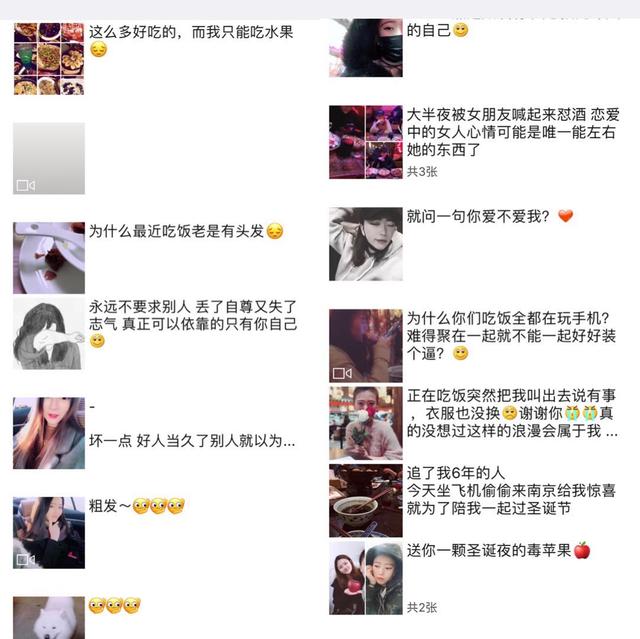 这么多好吃的，而我只能吃水果
为什么最近吃饭老是有头发
永远不要求别人 丢了自尊又失了
志气 真正可以依靠的只有你自己
-
坏一点 好人当久了别人就以为...
粗发～
的自己
大半夜被女朋友喊起来怼酒 恋爱
中的女人心情可能是唯一能左右
她的东西了
共3张
就问一句你爱不爱我？
为什么你们吃饭全都在玩手机？
难得聚在一起就不能一起好好装
个逼？
正在吃饭突然把我叫出去说有事
，衣服也没换 谢谢你 真
的没想过这样的浪漫会属于我 ...
追了我6年的人
今天坐飞机偷偷来南京给我惊喜
就为了陪我一起过圣诞节
送你一颗圣诞夜的毒苹果
共2张